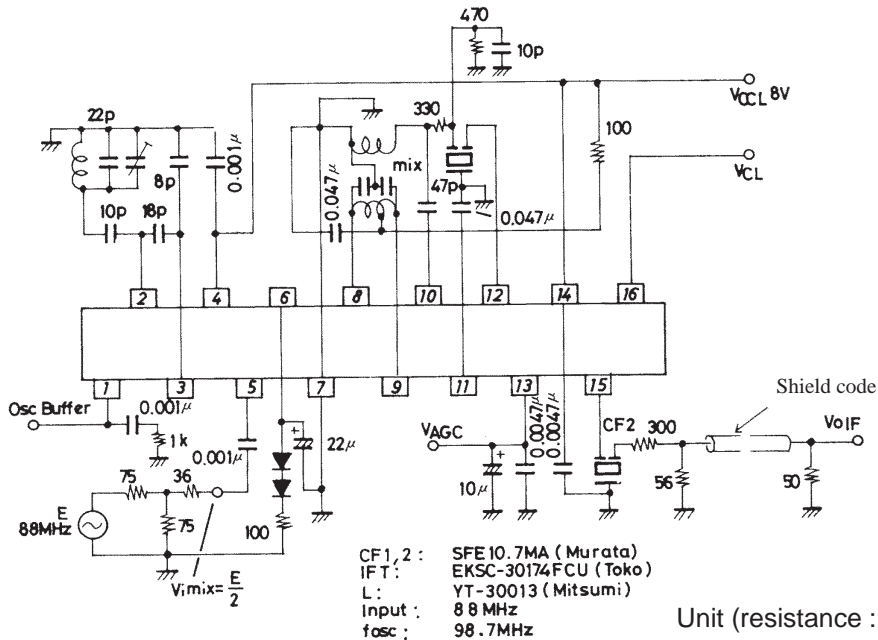 470
10p
VCCL 8V
22p
330
100
0.001μ
mix
VCL
8p
0.047μ
47p
0.047μ
10p 18p
2 4 6 8 10 12 14 16
1 3 5 7 9 11 13 15
Osc Buffer
0.001μ
1k
0.001μ
22μ
VAGC
0.0047μ
0.0047μ
CF2
300
Shield code
VoIF
75 36
10μ
56
50
E
88MHz
75
100
Vimix=E/2
CF1,2 : SFE10.7MA (Murata)
IFT : EKSC-30174FCU (Toko)
L : YT-30013 (Mitsumi)
Input : 88MHz
fosc : 98.7MHz
Unit (resistance :